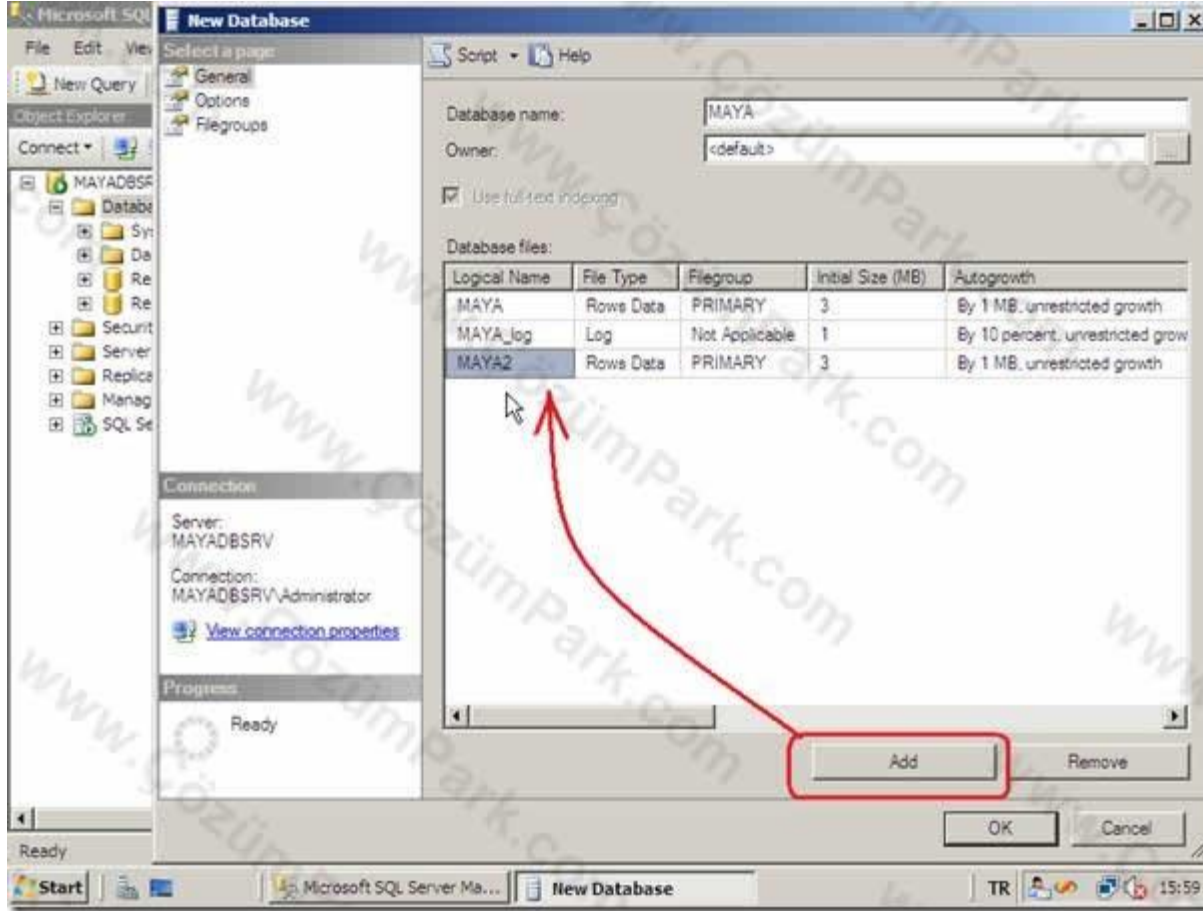 Microsoft SQL
File Edit Vie
New Query
Object Explorer
Connect
MAYADBSR
Databa
Sys
Da
Re
Re
Securit
Server
Replica
Manag
SQL Se
Ready
New Database
Select a page
General
Options
Filegroups
Connection
Server:
MAYADBSRV
Connection:
MAYADBSRV\Administrator
View connection properties
Progress
Ready
Script Help
Database name: MAYA
Owner: <default> ...
Use full-text indexing
Database files:
Logical Name File Type Filegroup Initial Size (MB) Autogrowth
MAYA Rows Data PRIMARY 3 By 1 MB, unrestricted growth
MAYA_log Log Not Applicable 1 By 10 percent, unrestricted grow
MAYA2 Rows Data PRIMARY 3 By 1 MB, unrestricted growth
Add Remove
OK Cancel
Start Microsoft SQL Server Ma... New Database TR 15:59
www.ÇözümPark.com